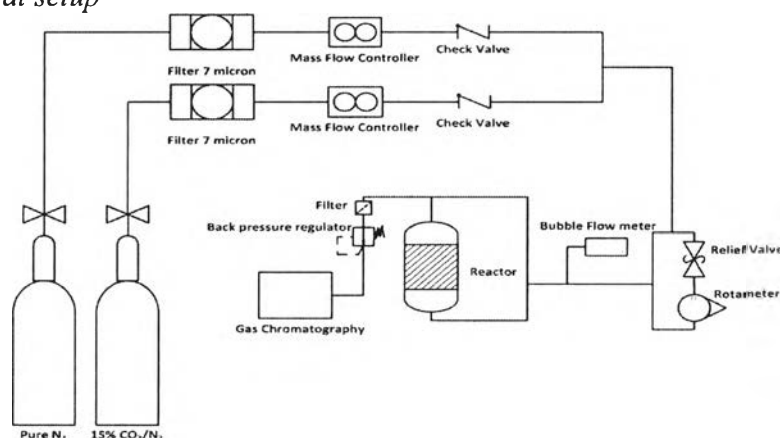 setup
Filter 7 micron
Mass Flow Controller
Check Valve
Filter 7 micron
Mass Flow Controller
Check Valve
Filter
Back pressure regulator
Bubble Flow meter
Relief Valve
Reactor
Rotameter
Gas Chromatography
Pure N₂
15% CO₂/N₂